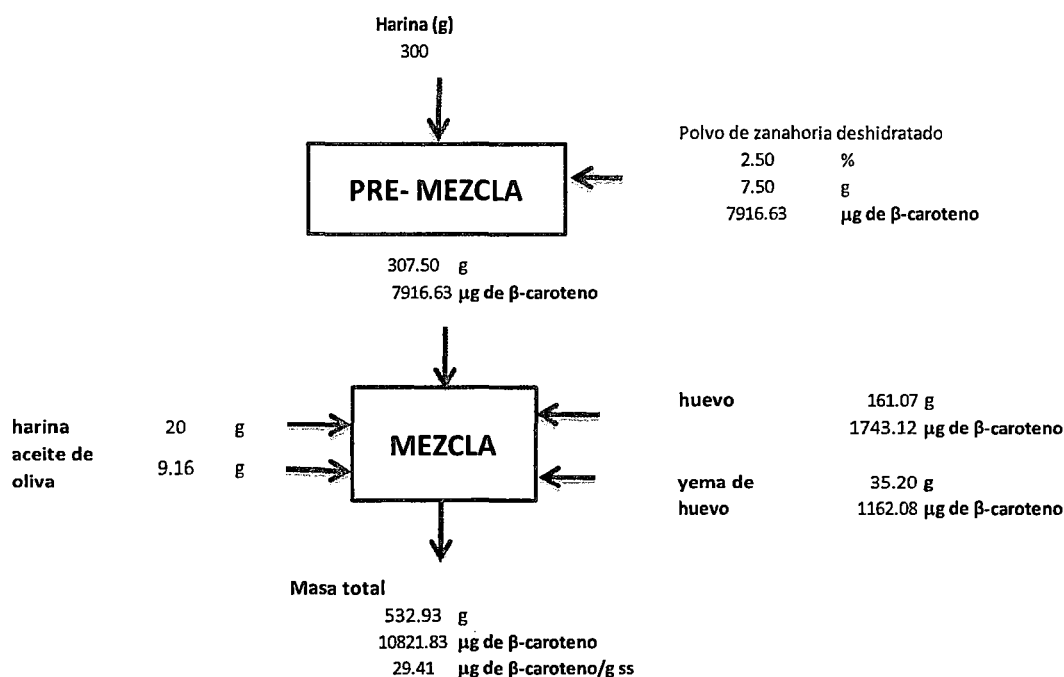 Harina (g)
300
Polvo de zanahoria deshidratado
2.50 %
7.50 g
7916.63 μg de β-caroteno
PRE- MEZCLA
307.50 g
7916.63 μg de β-caroteno
harina 20 g
aceite de
oliva 9.16 g
MEZCLA
huevo 161.07 g
1743.12 μg de β-caroteno
yema de 35.20 g
huevo 1162.08 μg de β-caroteno
Masa total
532.93 g
10821.83 μg de β-caroteno
29.41 μg de β-caroteno/g ss